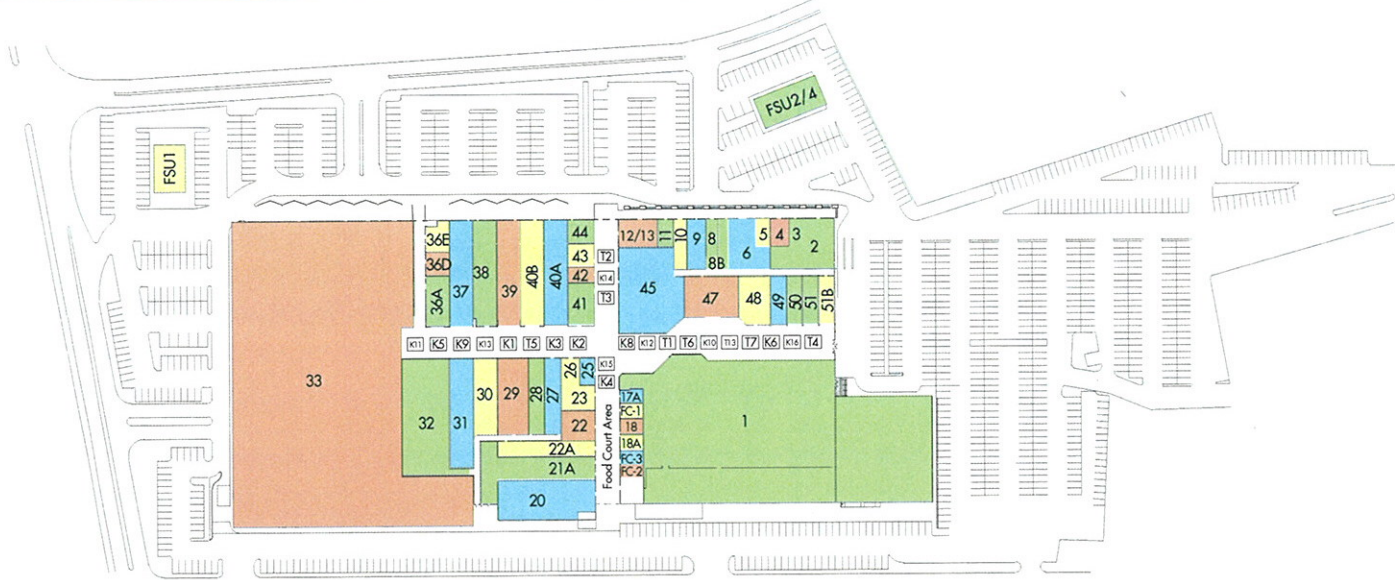 FSU2/4
FSU1
36E
36D
36A
37
38
39
40B
40A
44
43
42
41
T2
K14
T3
12/13
11
10
9
8
8B
6
5
4
3
2
45
47
48
49
50
51
51B
K11
K5
K9
K13
K1
T5
K3
K2
K8
K12
T1
T6
K10
T13
T7
K6
K16
T4
33
32
31
30
29
28
27
26
25
23
22
22A
21A
20
K15
K4
Food Court Area
17A
FC-1
18
18A
FC-3
FC-2
1